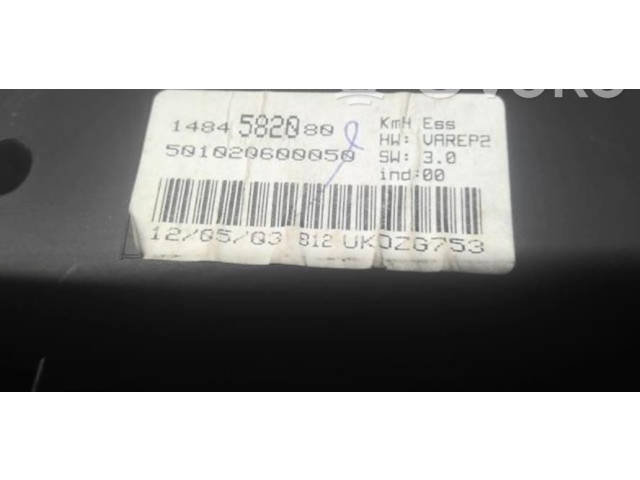 1484 5820 80
501020600050
12/05/03 812 UKDZG753
KmH Ess
HW: VAREP2
SW: 3.0
ind:00